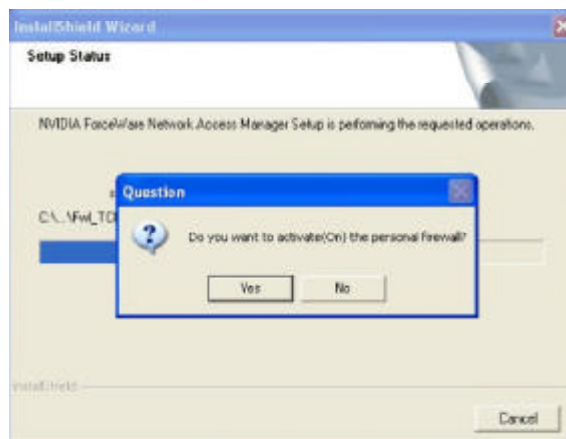 InstallShield Wizard
Setup Status
NVIDIA ForceWare Network Access Manager Setup is performing the requested operations.
Question
C:\...\Fwl_TC
Do you want to activate(On) the personal firewall?
Yes No
InstallShield
Cancel